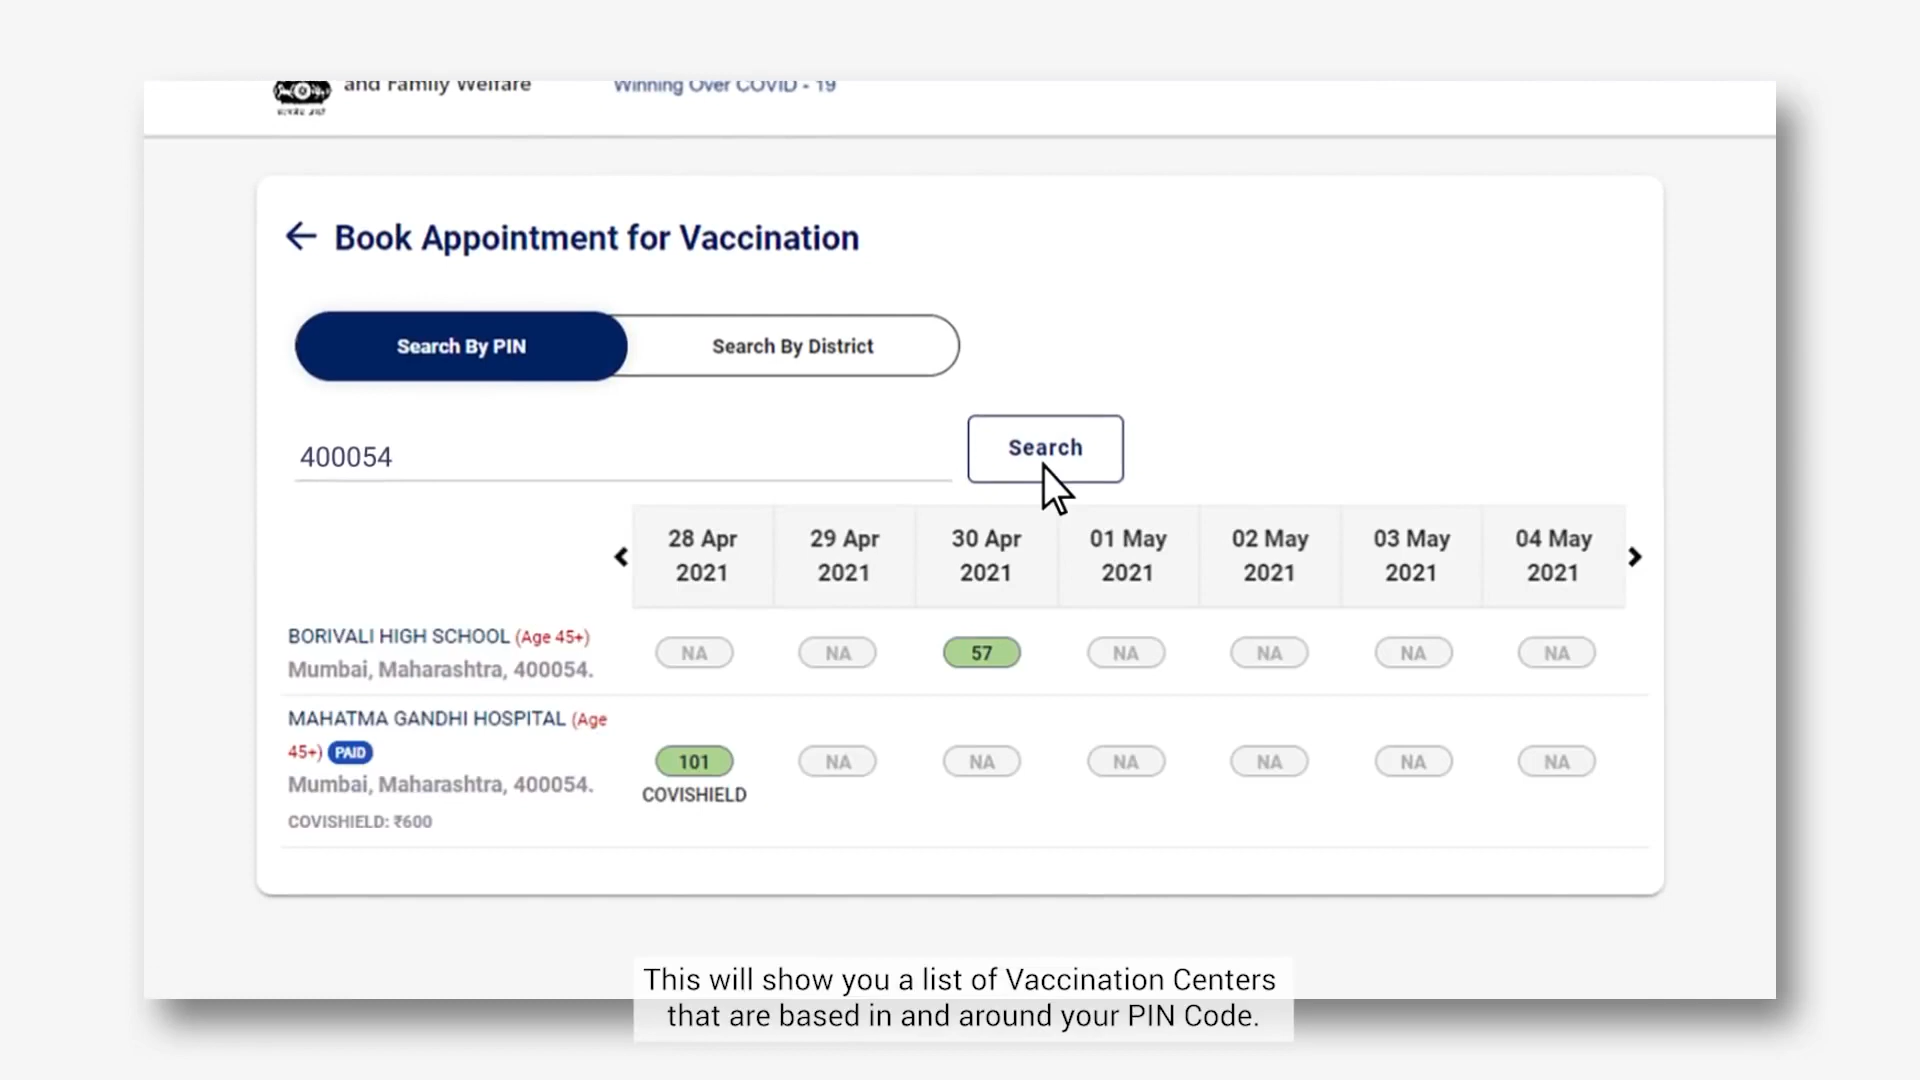 and Family Welfare
Winning Over COVID - 19
Book Appointment for Vaccination
Search By PIN
Search By District
400054
Search
28 Apr 2021
29 Apr 2021
30 Apr 2021
01 May 2021
02 May 2021
03 May 2021
04 May 2021
BORIVALI HIGH SCHOOL (Age 45+)
Mumbai, Maharashtra, 400054.
NA
NA
57
NA
NA
NA
NA
MAHATMA GANDHI HOSPITAL (Age
45+) PAID
Mumbai, Maharashtra, 400054.
COVISHIELD: ₹600
101
COVISHIELD
NA
NA
NA
NA
NA
NA
This will show you a list of Vaccination Centers
that are based in and around your PIN Code.